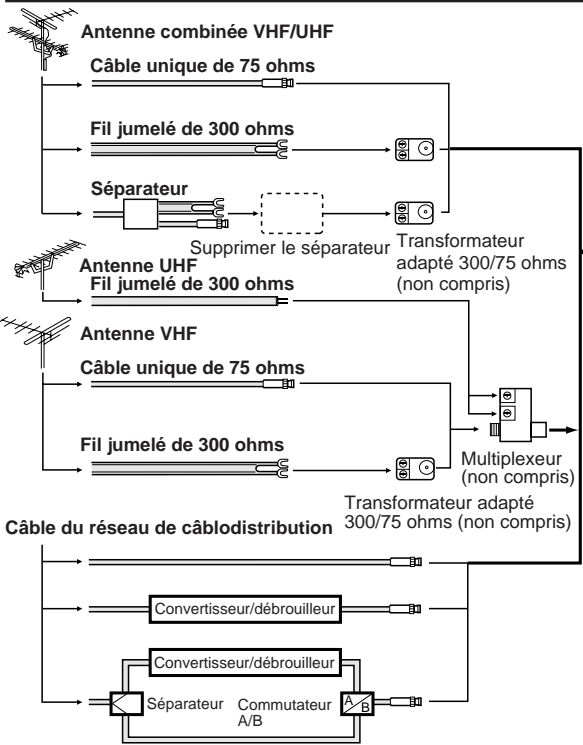 Antenne combinée VHF/UHF
Câble unique de 75 ohms
Fil jumelé de 300 ohms
Séparateur
Supprimer le séparateur
Transformateur
adapté 300/75 ohms
(non compris)
Antenne UHF
Fil jumelé de 300 ohms
Antenne VHF
Câble unique de 75 ohms
Fil jumelé de 300 ohms
Multiplexeur
(non compris)
Transformateur adapté
300/75 ohms (non compris)
Câble du réseau de câblodistribution
Convertisseur/débrouilleur
Convertisseur/débrouilleur
Séparateur
Commutateur
A/B
A
B